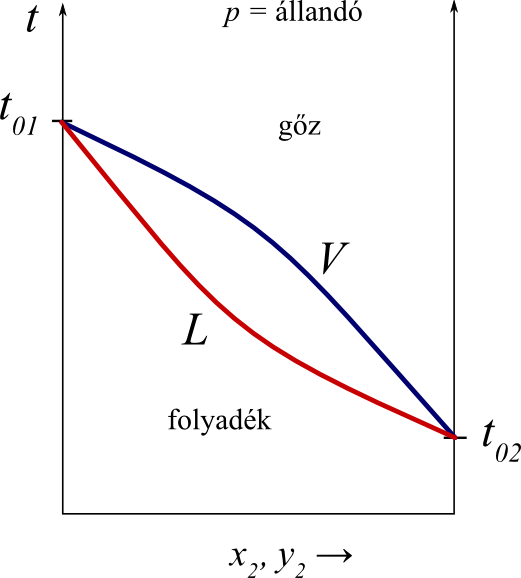 t
p = állandó
t01
gőz
V
L
folyadék
t02
x2, y2 →